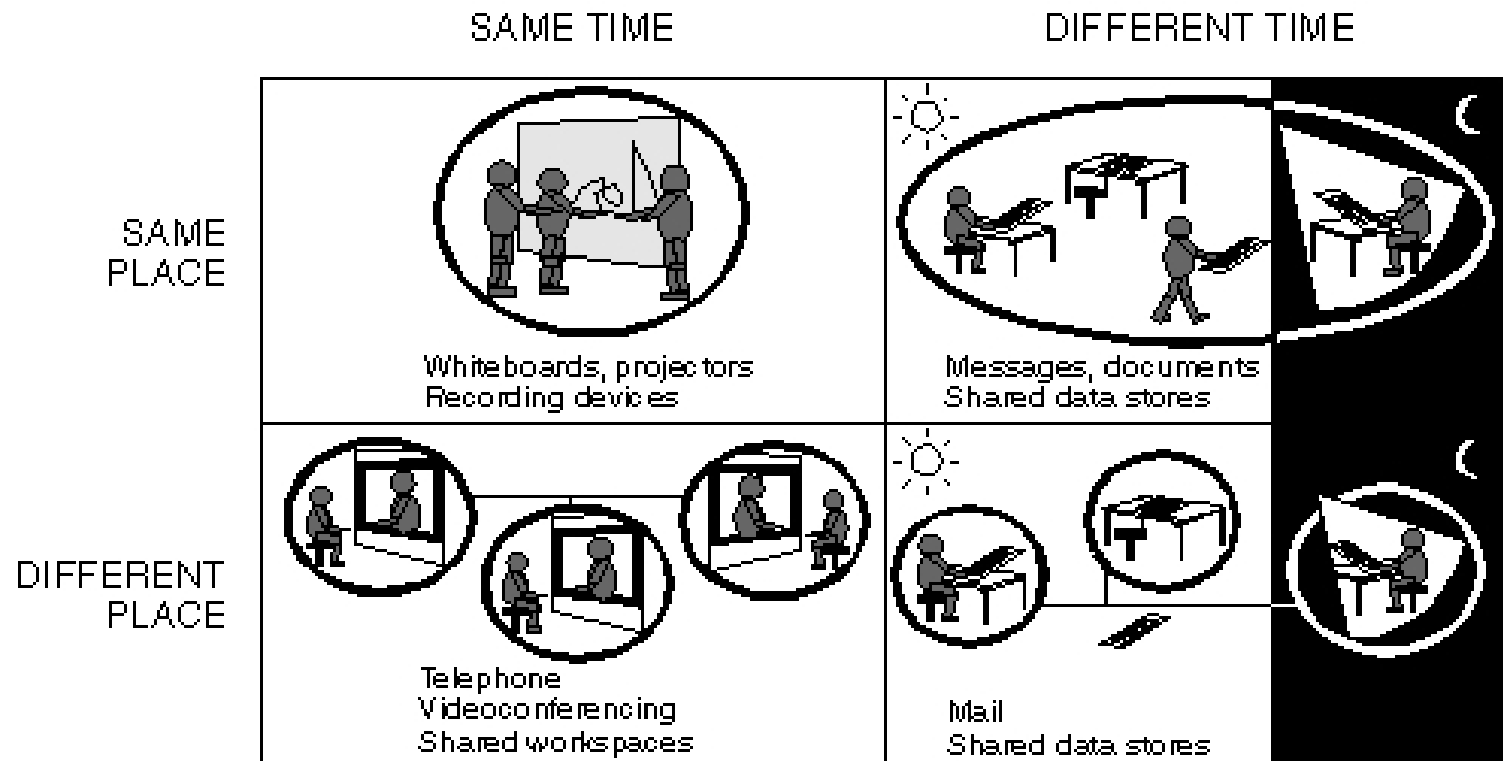 SAME TIME
DIFFERENT TIME
SAME
PLACE
Whiteboards, projectors
Recording devices
Messages, documents
Shared data stores
DIFFERENT
PLACE
Telephone
Videoconferencing
Shared workspaces
Mail
Shared data stores